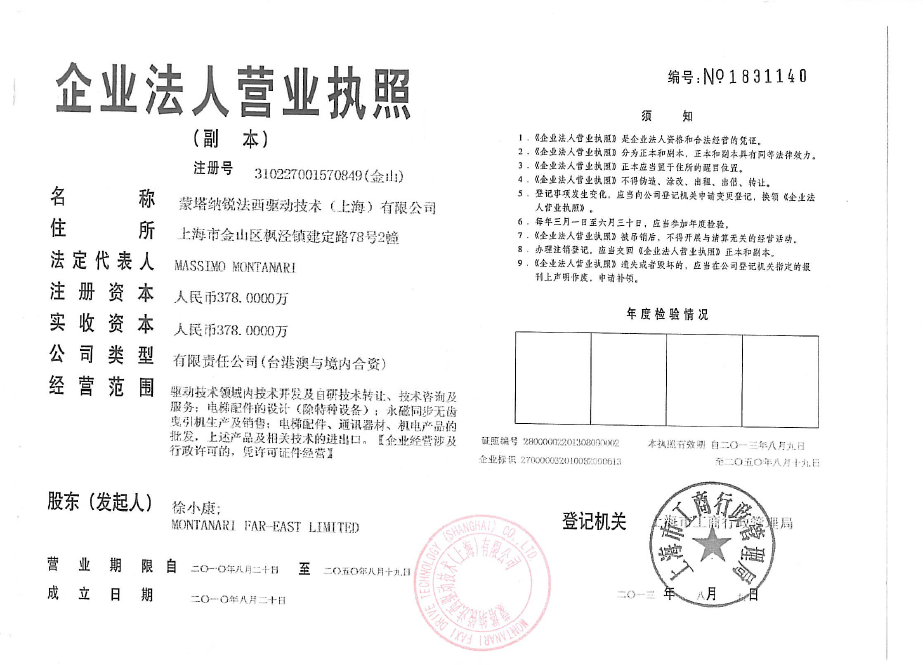 企业法人营业执照
编号:No 1831140
(副 本)
注册号 310227001570849(金山)
名 称 蒙塔纳锐法西驱动技术（上海）有限公司
住 所 上海市金山区枫泾镇建定路78号2幢
法定代表人 MASSIMO MONTANARI
注册资本 人民币378.0000万
实收资本 人民币378.0000万
公司类型 有限责任公司(台港澳与境内合资)
经营范围 驱动技术领域内技术开发及自研技术转让、技术咨询及
服务；电梯配件的设计（除特种设备）；永磁同步无齿
曳引机生产及销售；电梯配件、通讯器材、机电产品的
批发，上述产品及相关技术的进出口。【企业经营涉及
行政许可的，凭许可证件经营】
股东（发起人） 徐小康;
MONTANARI FAR-EAST LIMITED
营业期限自 二〇一〇年八月二十日 至 二〇五〇年八月十九日
成立日期 二〇一〇年八月二十日
须 知
1．《企业法人营业执照》是企业法人资格和合法经营的凭证。
2．《企业法人营业执照》分为正本和副本，正本和副本具有同等法律效力。
3．《企业法人营业执照》正本应当置于住所的醒目位置。
4．《企业法人营业执照》不得伪造、涂改、出租、出借、转让。
5．登记事项发生变化，应当向公司登记机关申请变更登记，换领《企业法
人营业执照》。
6．每年三月一日至六月三十日，应当参加年度检验。
7．《企业法人营业执照》被吊销后，不得开展与清算无关的经营活动。
8．办理注销登记，应当交回《企业法人营业执照》正本和副本。
9．《企业法人营业执照》遗失或者毁坏的，应当在公司登记机关指定的报
刊上声明作废，申请补领。
年度检验情况
证照编号
本执照有效期 自二〇一三年八月九日
企业标识
至二〇五〇年八月十九日
登记机关 上海市工商行政管理局
上海市工商行政管理局
二〇一三 年 八月 九日
MONTANARI FAXI DRIVE TECHNOLOGY (SHANGHAI) CO.,LTD
蒙塔纳锐法西驱动技术(上海)有限公司